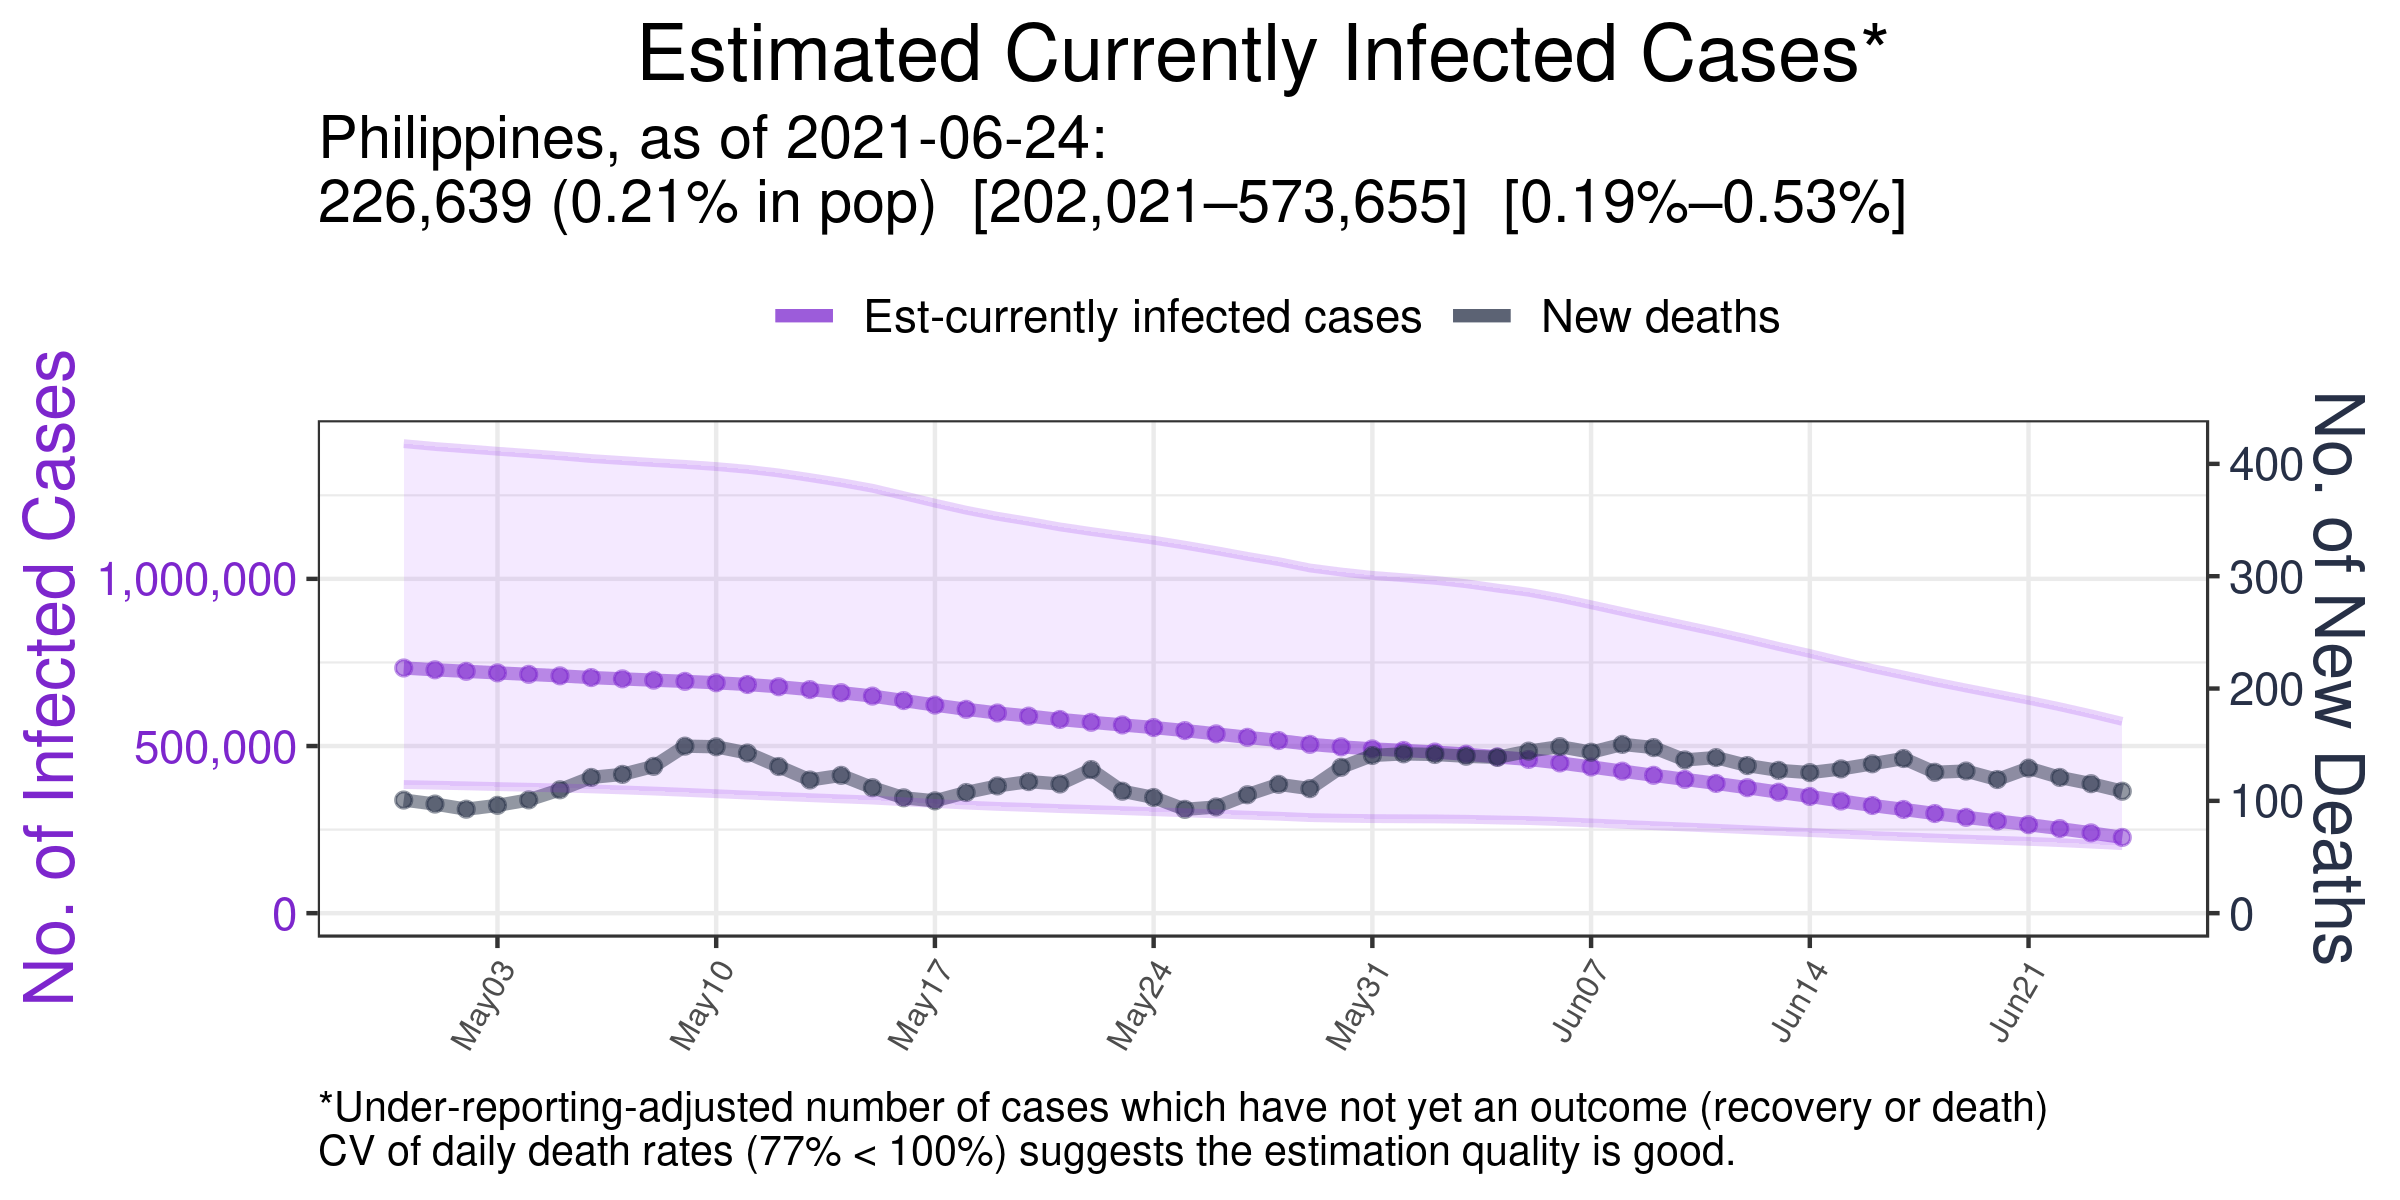 Estimated Currently Infected Cases*
Philippines, as of 2021-06-24:
226,639 (0.21% in pop)  [202,021–573,655]  [0.19%–0.53%]
Est-currently infected cases
New deaths
No. of Infected Cases
1,000,000
500,000
0
400
300
200
100
0
No. of New Deaths
May03
May10
May17
May24
May31
Jun07
Jun14
Jun21
*Under-reporting-adjusted number of cases which have not yet an outcome (recovery or death)
CV of daily death rates (77% < 100%) suggests the estimation quality is good.